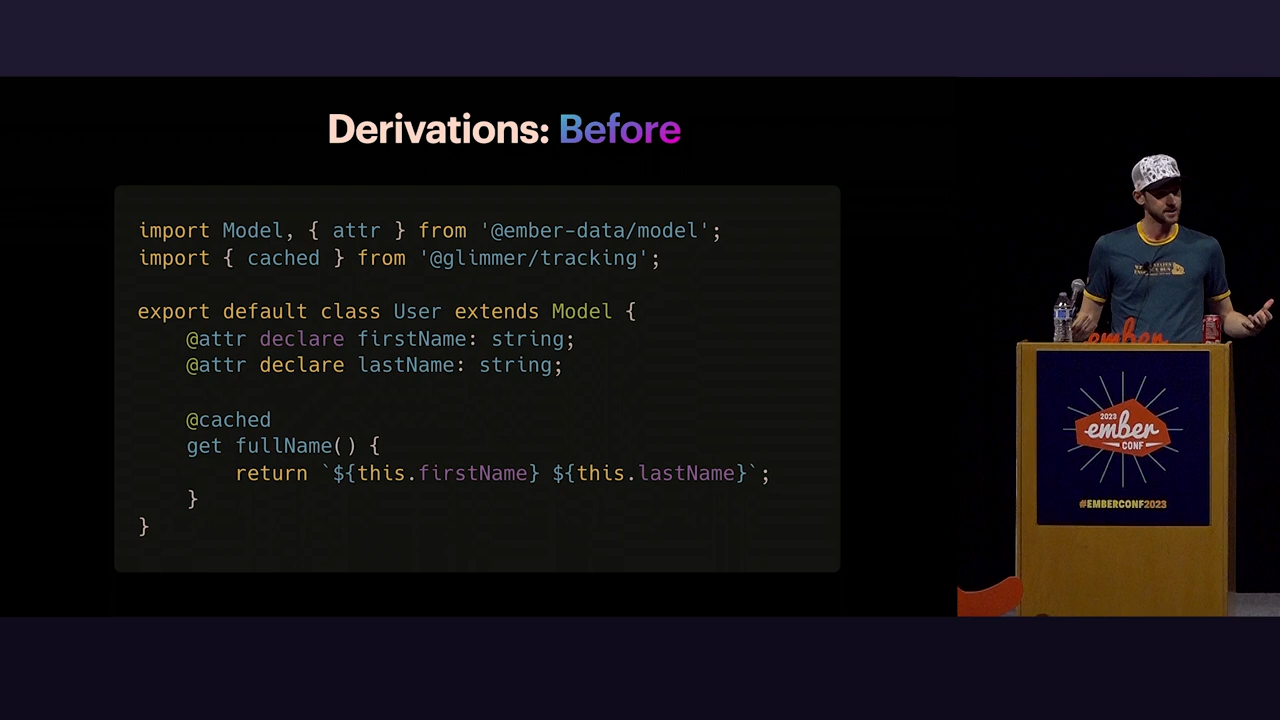 Derivations: Before
import Model, { attr } from '@ember-data/model';
import { cached } from '@glimmer/tracking';
export default class User extends Model {
    @attr declare firstName: string;
    @attr declare lastName: string;
    @cached
    get fullName() {
        return `${this.firstName} ${this.lastName}`;
    }
}
ember
2023
ember
CONF
#EMBERCONF2023